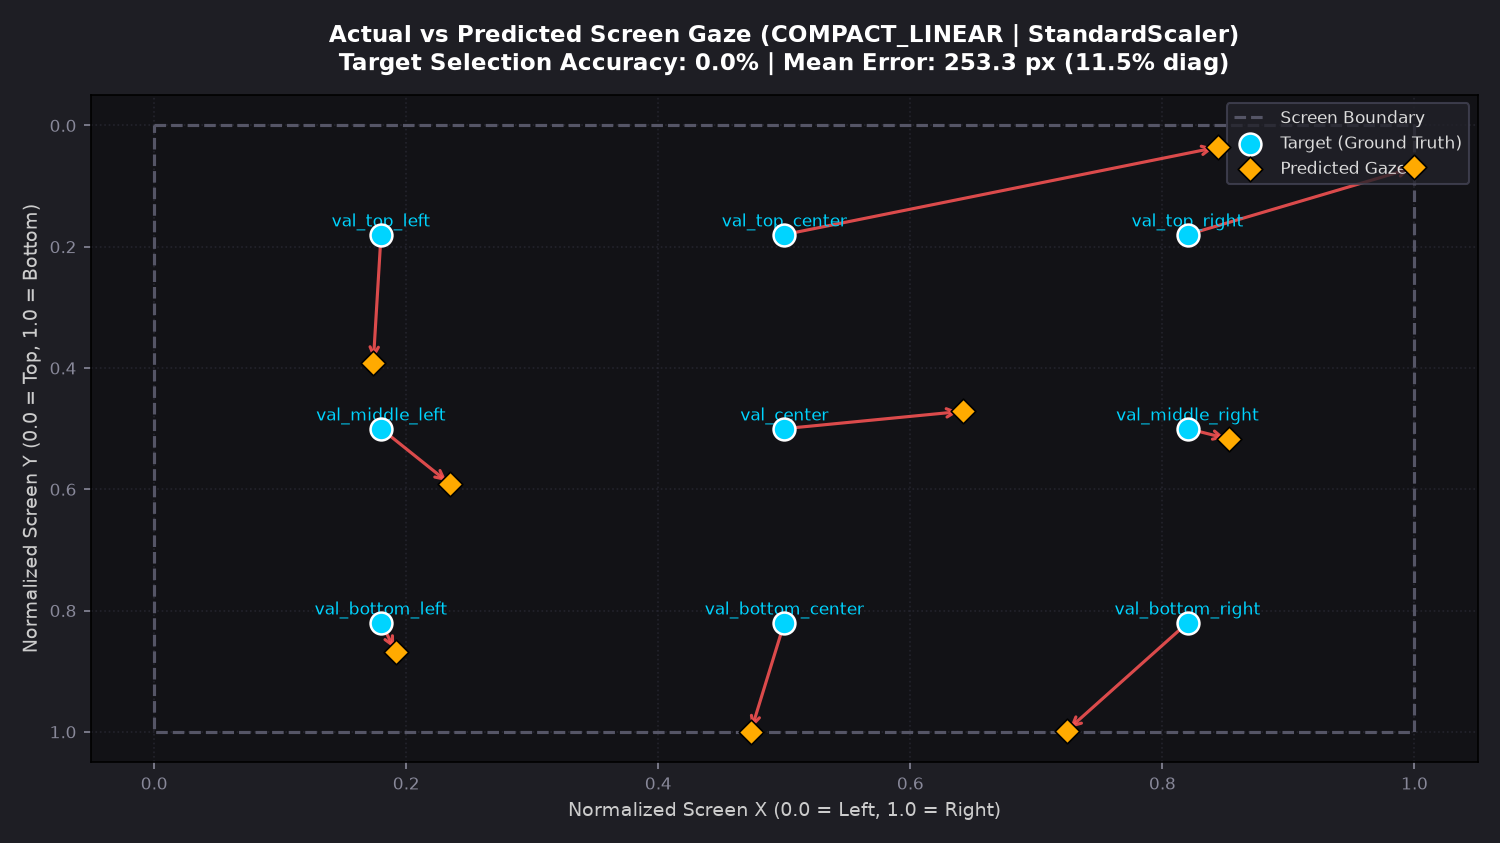 Actual vs Predicted Screen Gaze (COMPACT_LINEAR | StandardScaler)
Target Selection Accuracy: 0.0% | Mean Error: 253.3 px (11.5% diag)
Screen Boundary
Target (Ground Truth)
Predicted Gaze
val_top_left
val_top_center
val_top_right
val_middle_left
val_center
val_middle_right
val_bottom_left
val_bottom_center
val_bottom_right
0.0
0.2
0.4
0.6
0.8
1.0
Normalized Screen Y (0.0 = Top, 1.0 = Bottom)
0.0
0.2
0.4
0.6
0.8
1.0
Normalized Screen X (0.0 = Left, 1.0 = Right)